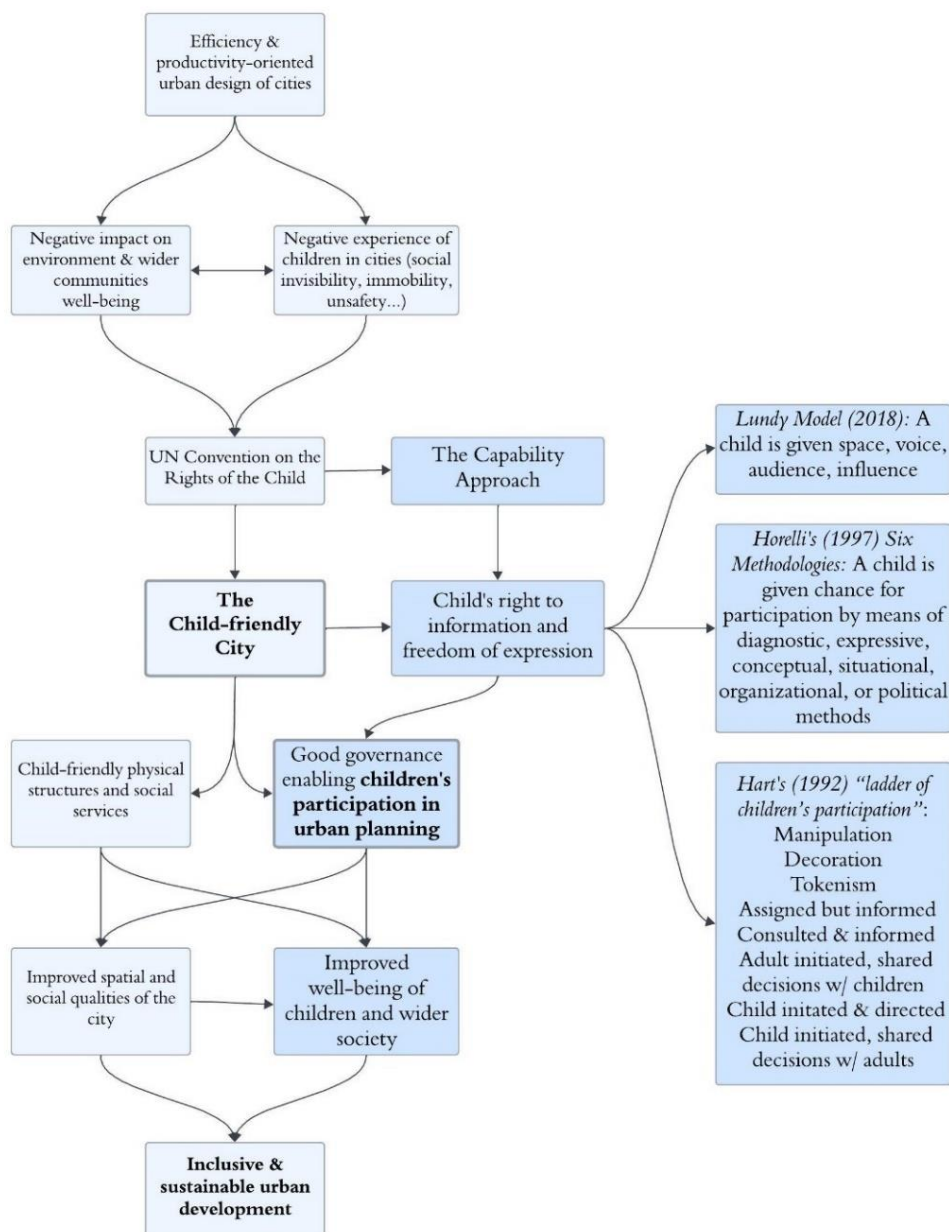 Efficiency &
productivity-oriented
urban design of cities
Negative impact on
environment & wider
communities
well-being
Negative experience of
children in cities (social
invisibility, immobility,
unsafety...)
UN Convention on the
Rights of the Child
The Capability
Approach
Lundy Model (2018): A
child is given space, voice,
audience, influence
The
Child-friendly
City
Child's right to
information and
freedom of expression
Horelli's (1997) Six
Methodologies: A child is
given chance for
participation by means of
diagnostic, expressive,
conceptual, situational,
organizational, or political
methods
Child-friendly physical
structures and social
services
Good governance
enabling children's
participation in
urban planning
Hart's (1992) “ladder of
children’s participation”:
Manipulation
Decoration
Tokenism
Assigned but informed
Consulted & informed
Adult initiated, shared
decisions w/ children
Child initated & directed
Child initiated, shared
decisions w/ adults
Improved spatial and
social qualities of the
city
Improved
well-being of
children and wider
society
Inclusive &
sustainable urban
development